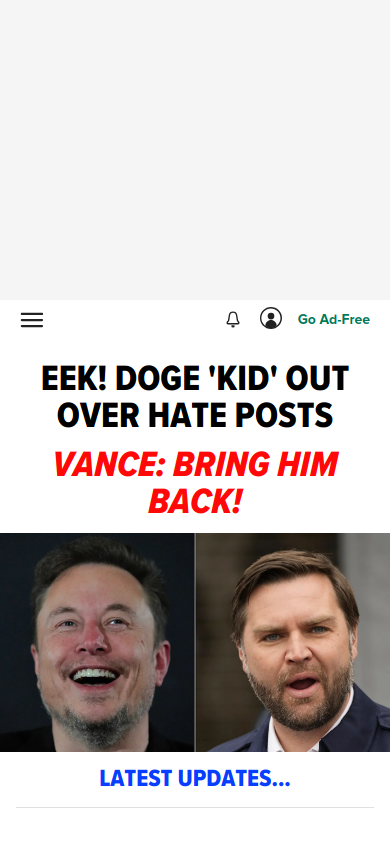 Go Ad-Free
EEK! DOGE 'KID' OUT
OVER HATE POSTS
VANCE: BRING HIM
BACK!
LATEST UPDATES...